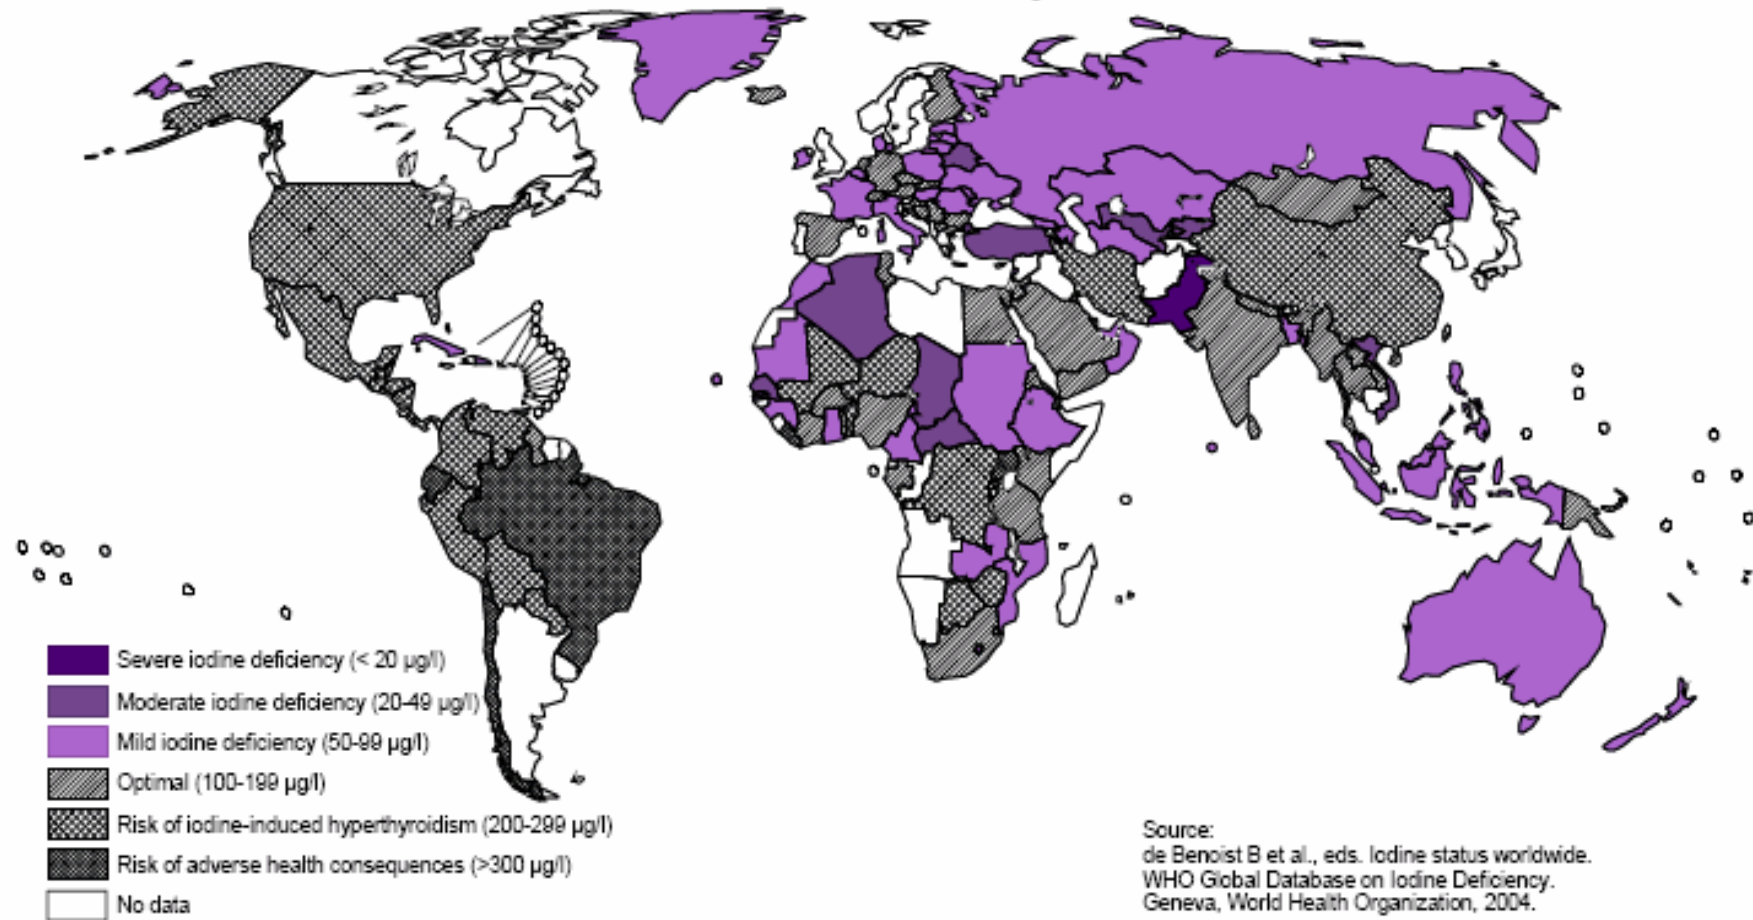 Severe iodine deficiency (< 20 µg/l)
Moderate iodine deficiency (20-49 µg/l)
Mild iodine deficiency (50-99 µg/l)
Optimal (100-199 µg/l)
Risk of iodine-induced hyperthyroidism (200-299 µg/l)
Risk of adverse health consequences (>300 µg/l)
No data
Source:
de Benoist B et al., eds. Iodine status worldwide.
WHO Global Database on Iodine Deficiency.
Geneva, World Health Organization, 2004.